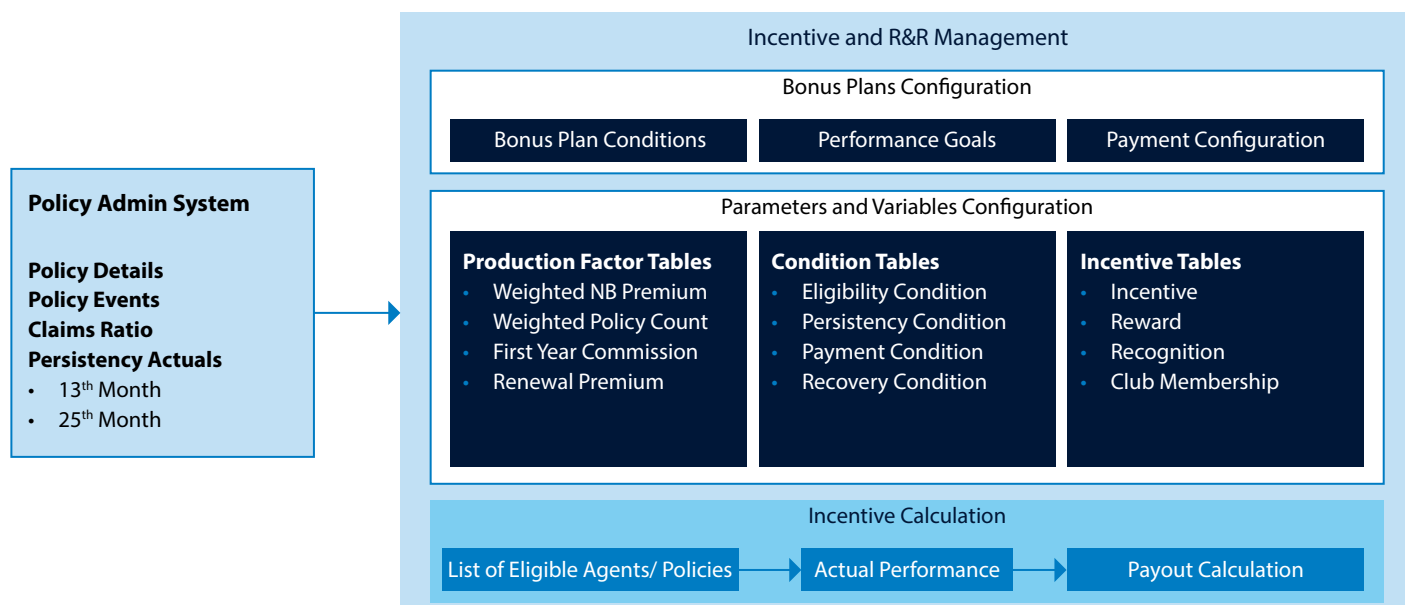 Incentive and R&R Management
Bonus Plans Configuration
Bonus Plan Conditions
Performance Goals
Payment Configuration
Policy Admin System
Policy Details
Policy Events
Claims Ratio
Persistency Actuals
• 13th Month
• 25th Month
Parameters and Variables Configuration
Production Factor Tables
• Weighted NB Premium
• Weighted Policy Count
• First Year Commission
• Renewal Premium
Condition Tables
• Eligibility Condition
• Persistency Condition
• Payment Condition
• Recovery Condition
Incentive Tables
• Incentive
• Reward
• Recognition
• Club Membership
Incentive Calculation
List of Eligible Agents/ Policies
Actual Performance
Payout Calculation